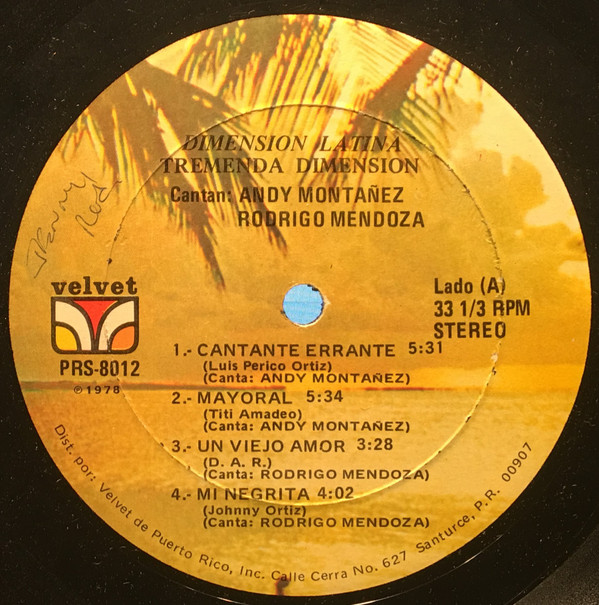 DIMENSION LATINA
TREMENDA DIMENSION
Cantan: ANDY MONTAÑEZ
RODRIGO MENDOZA
velvet
PRS-8012
℗ 1978
Lado (A)
33 1/3 RPM
STEREO
1.- CANTANTE ERRANTE 5:31
(Luis Perico Ortiz)
(Canta: ANDY MONTAÑEZ)
2.- MAYORAL 5:34
(Titi Amadeo)
(Canta: ANDY MONTAÑEZ)
3.- UN VIEJO AMOR 3:28
(D. A. R.)
(Canta: RODRIGO MENDOZA)
4.- MI NEGRITA 4:02
(Johnny Ortiz)
(Canta: RODRIGO MENDOZA)
Dist. por: Velvet de Puerto Rico, Inc. Calle Cerra No. 627 Santurce, P.R. 00907